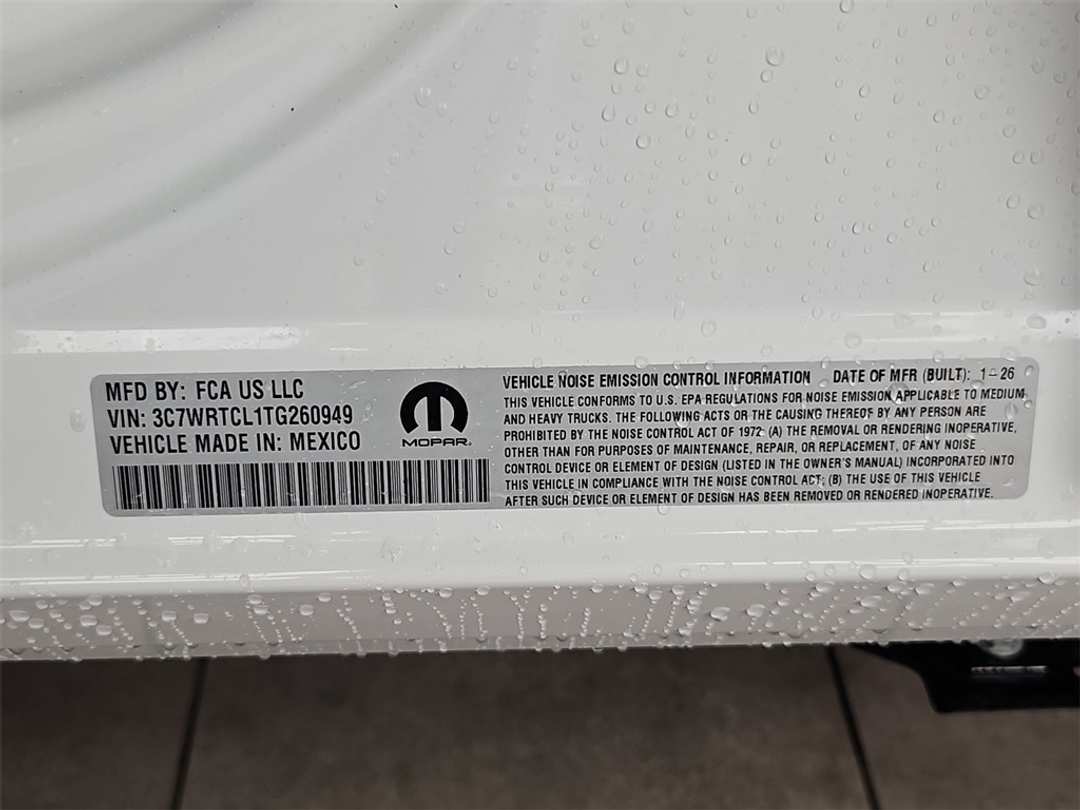 MFD BY: FCA US LLC
VIN: 3C7WRTCL1TG260949
VEHICLE MADE IN: MEXICO
MOPAR®
VEHICLE NOISE EMISSION CONTROL INFORMATION DATE OF MFR (BUILT): 1-26
THIS VEHICLE CONFORMS TO U.S. EPA REGULATIONS FOR NOISE EMISSION APPLICABLE TO MEDIUM
AND HEAVY TRUCKS. THE FOLLOWING ACTS OR THE CAUSING THEREOF BY ANY PERSON ARE
PROHIBITED BY THE NOISE CONTROL ACT OF 1972: (A) THE REMOVAL OR RENDERING INOPERATIVE,
OTHER THAN FOR PURPOSES OF MAINTENANCE, REPAIR, OR REPLACEMENT, OF ANY NOISE
CONTROL DEVICE OR ELEMENT OF DESIGN (LISTED IN THE OWNER'S MANUAL) INCORPORATED INTO
THIS VEHICLE IN COMPLIANCE WITH THE NOISE CONTROL ACT; (B) THE USE OF THIS VEHICLE
AFTER SUCH DEVICE OR ELEMENT OF DESIGN HAS BEEN REMOVED OR RENDERED INOPERATIVE.